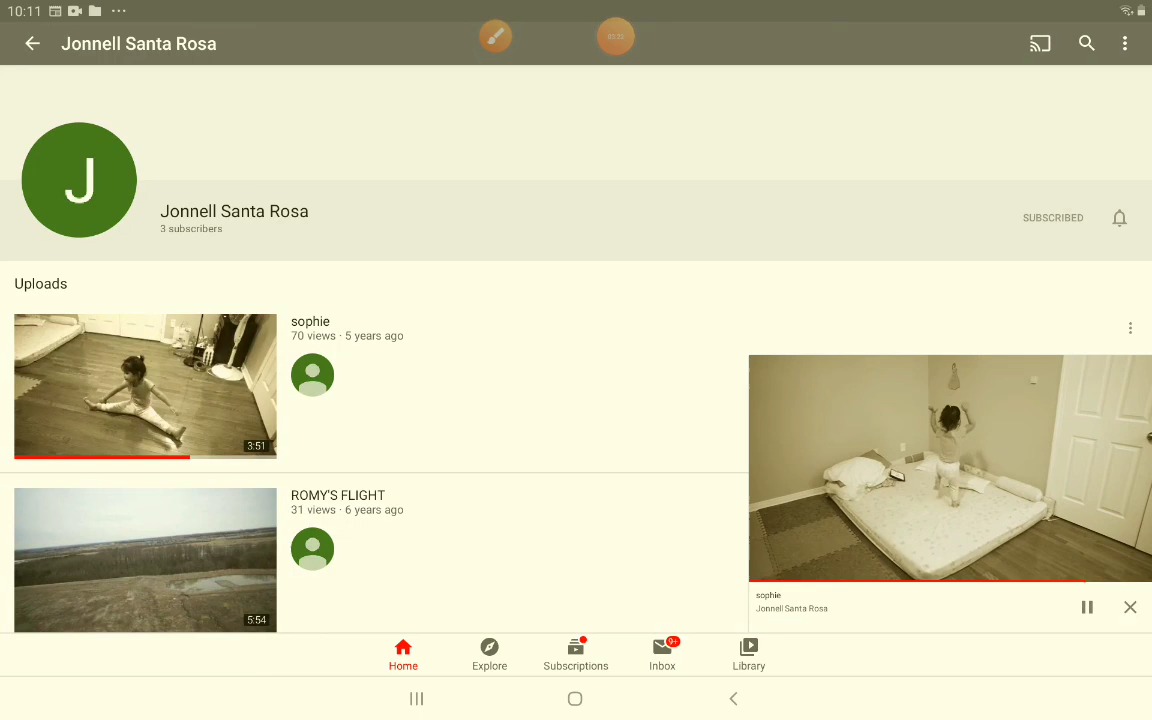 10:11
Jonnell Santa Rosa
J
Jonnell Santa Rosa
3 subscribers
SUBSCRIBED
Uploads
sophie
70 views · 5 years ago
3:51
ROMY'S FLIGHT
31 views · 6 years ago
5:54
sophie
Jonnell Santa Rosa
Home
Explore
Subscriptions
9+
Inbox
Library